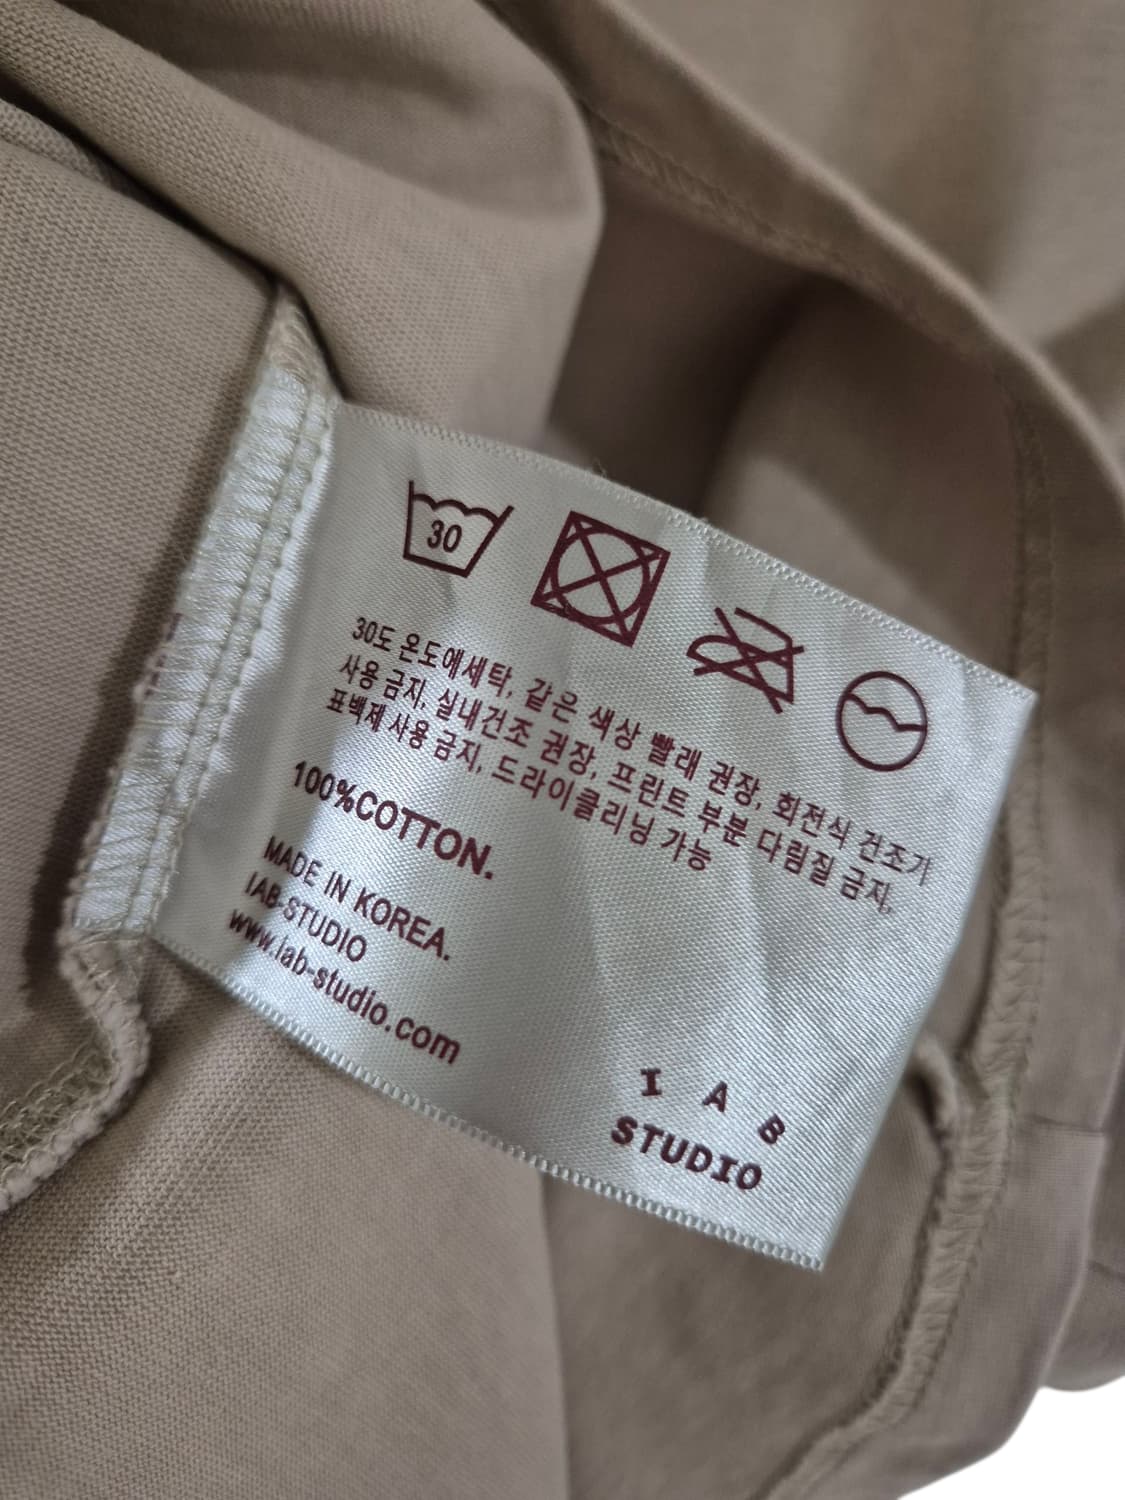 30
30도 온도에세탁, 같은 색상 빨래 권장, 회전식 건조기
사용 금지, 실내건조 권장, 프린트 부분 다림질 금지,
표백제 사용 금지, 드라이클리닝 가능
100%COTTON.
MADE IN KOREA.
IAB-STUDIO
www.iab-studio.com
I A B
STUDIO